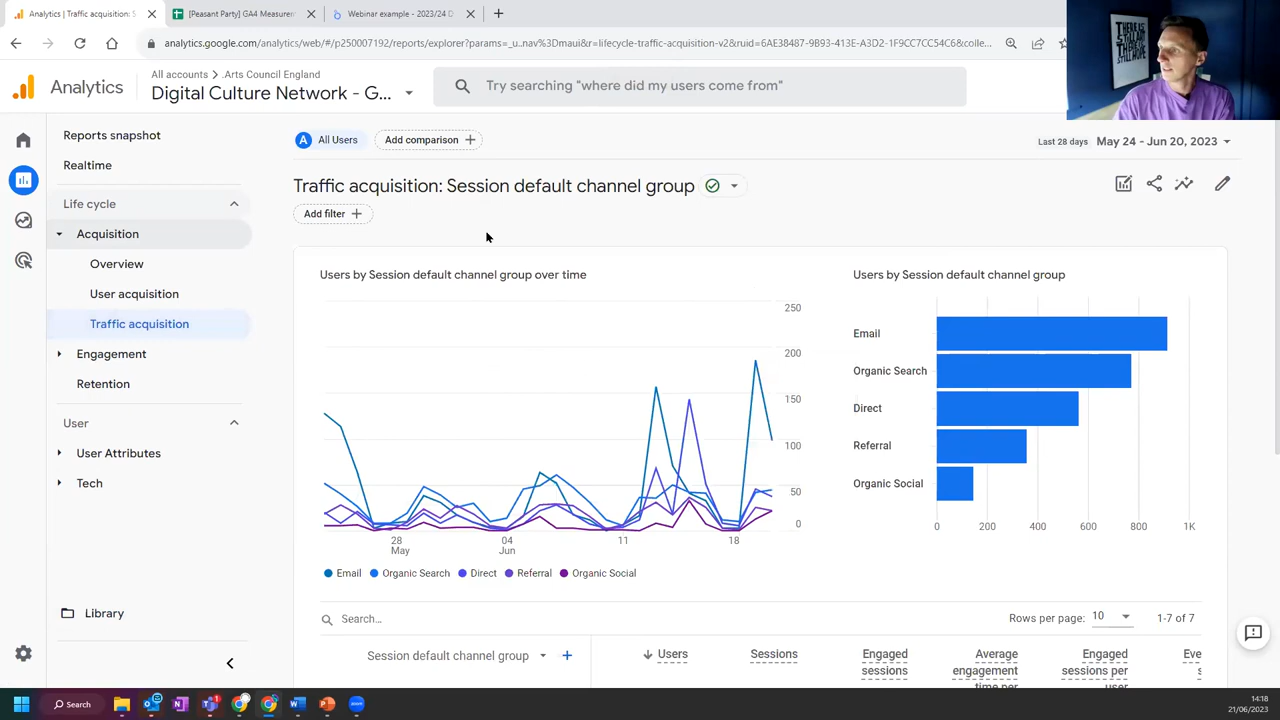 Analytics | Traffic acquisition: S
[Peasant Party] GA4 Measurem
Webinar example - 2023/24 D
analytics.google.com/analytics/web/#/p250001192/reports/explorer?params=_u..nav%3Dmaui&r=lifecycle-traffic-acquisition-v2&ruid=6AE38487-9B93-413E-A3D2-1F9CC7CC54C6&colle...
Analytics
All accounts > .Arts Council England
Digital Culture Network - G...
Try searching "where did my users come from"
THERE IS
STILL
Reports snapshot
Realtime
Life cycle
Acquisition
Overview
User acquisition
Traffic acquisition
Engagement
Retention
User
User Attributes
Tech
Library
A All Users
Add comparison +
Last 28 days May 24 - Jun 20, 2023
Traffic acquisition: Session default channel group
Add filter +
Users by Session default channel group over time
250
200
150
100
50
0
28
May
04
Jun
11
18
Email
Organic Search
Direct
Referral
Organic Social
Users by Session default channel group
Email
Organic Search
Direct
Referral
Organic Social
0
200
400
600
800
1K
Search...
Rows per page: 10
1-7 of 7
Session default channel group
Users
Sessions
Engaged
sessions
Average
engagement
time per
Engaged
sessions per
user
Eve
s
Search
14:18
21/06/2023